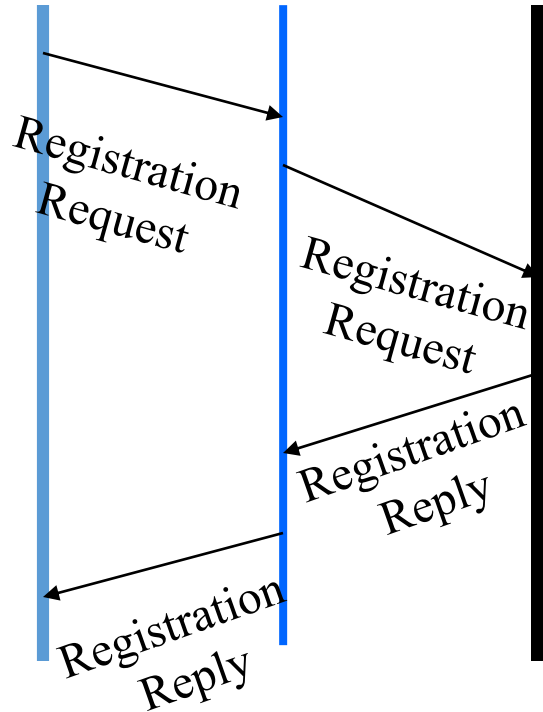 Registration
Request
Registration
Request
Registration
Reply
Registration
Reply